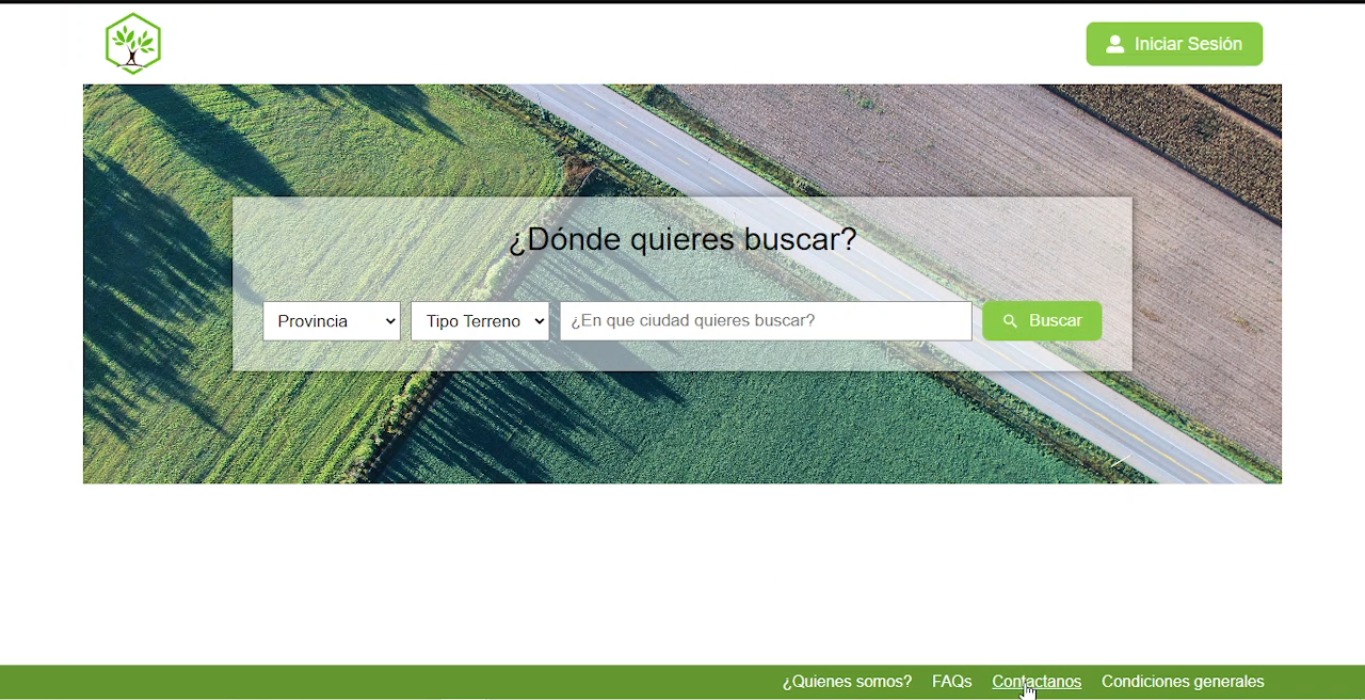 Iniciar Sesión
¿Dónde quieres buscar?
Provincia Tipo Terreno ¿En que ciudad quieres buscar? Buscar
¿Quienes somos? FAQs Contactanos Condiciones generales